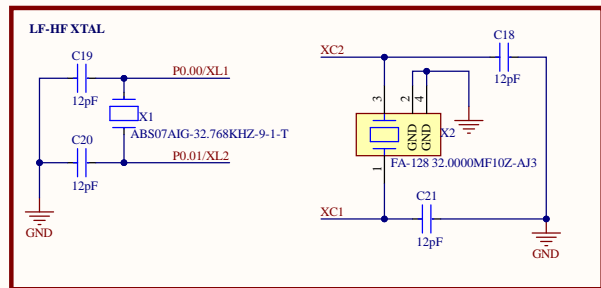 LF-HF XTAL
C19
12pF
P0.00/XL1
X1
ABS07AIG-32.768KHZ-9-1-T
C20
12pF
P0.01/XL2
GND
XC2
C18
12pF
3
2
4
GND
GND
X2
FA-128 32.0000MF10Z-AJ3
1
XC1
C21
12pF
GND